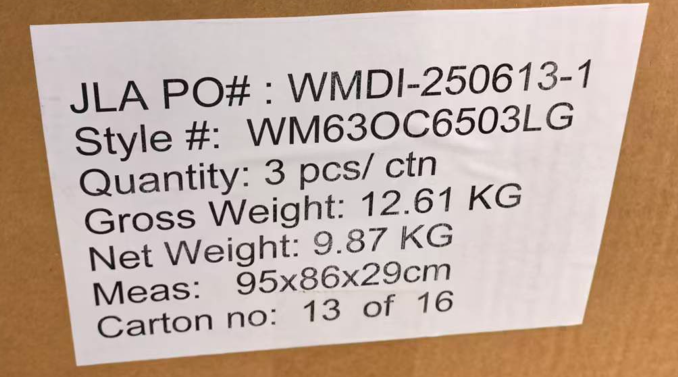 JLA PO# : WMDI-250613-1
Style #: WM63OC6503LG
Quantity: 3 pcs/ ctn
Gross Weight: 12.61 KG
Net Weight: 9.87 KG
Meas: 95x86x29cm
Carton no: 13 of 16